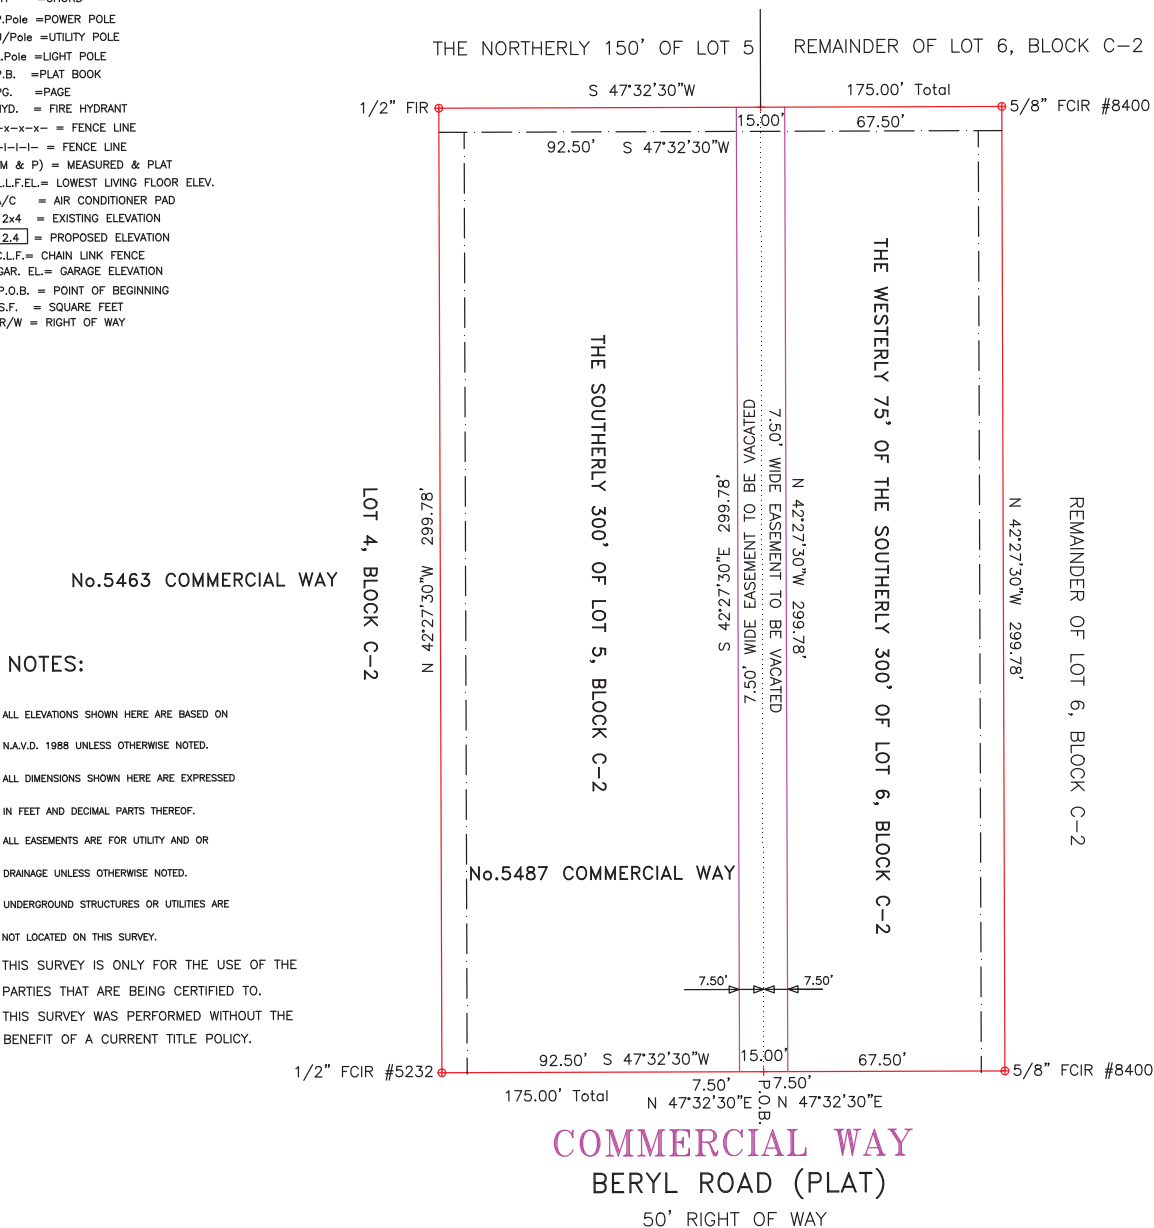 =CHORD
P.Pole =POWER POLE
U/Pole =UTILITY POLE
L.Pole =LIGHT POLE
P.B. =PLAT BOOK
PG. =PAGE
HYD. = FIRE HYDRANT
-x-x-x- = FENCE LINE
-I-I-I- = FENCE LINE
(M & P) = MEASURED & PLAT
L.L.F.EL.= LOWEST LIVING FLOOR ELEV.
A/C = AIR CONDITIONER PAD
2x4 = EXISTING ELEVATION
2.4 = PROPOSED ELEVATION
C.L.F.= CHAIN LINK FENCE
GAR. EL.= GARAGE ELEVATION
P.O.B. = POINT OF BEGINNING
S.F. = SQUARE FEET
R/W = RIGHT OF WAY
THE NORTHERLY 150' OF LOT 5
REMAINDER OF LOT 6, BLOCK C-2
S 47°32'30"W
175.00' Total
1/2" FIR
5/8" FCIR #8400
15.00'
67.50'
92.50' S 47°32'30"W
LOT 4, BLOCK C-2
N 42°27'30"W 299.78'
THE SOUTHERLY 300' OF LOT 5, BLOCK C-2
S 42°27'30"E 299.78'
7.50' WIDE EASEMENT TO BE VACATED
7.50' WIDE EASEMENT TO BE VACATED
N 42°27'30"W 299.78'
THE WESTERLY 75' OF THE SOUTHERLY 300' OF LOT 6, BLOCK C-2
N 42°27'30"W 299.78'
REMAINDER OF LOT 6, BLOCK C-2
No.5463 COMMERCIAL WAY
NOTES:
ALL ELEVATIONS SHOWN HERE ARE BASED ON
N.A.V.D. 1988 UNLESS OTHERWISE NOTED.
ALL DIMENSIONS SHOWN HERE ARE EXPRESSED
IN FEET AND DECIMAL PARTS THEREOF.
ALL EASEMENTS ARE FOR UTILITY AND OR
DRAINAGE UNLESS OTHERWISE NOTED.
UNDERGROUND STRUCTURES OR UTILITIES ARE
NOT LOCATED ON THIS SURVEY.
THIS SURVEY IS ONLY FOR THE USE OF THE
PARTIES THAT ARE BEING CERTIFIED TO.
THIS SURVEY WAS PERFORMED WITHOUT THE
BENEFIT OF A CURRENT TITLE POLICY.
No.5487 COMMERCIAL WAY
7.50'
7.50'
92.50' S 47°32'30"W
15.00'
67.50'
1/2" FCIR #5232
5/8" FCIR #8400
175.00' Total
7.50'
7.50'
N 47°32'30"E
P.O.B.
N 47°32'30"E
COMMERCIAL WAY
BERYL ROAD (PLAT)
50' RIGHT OF WAY